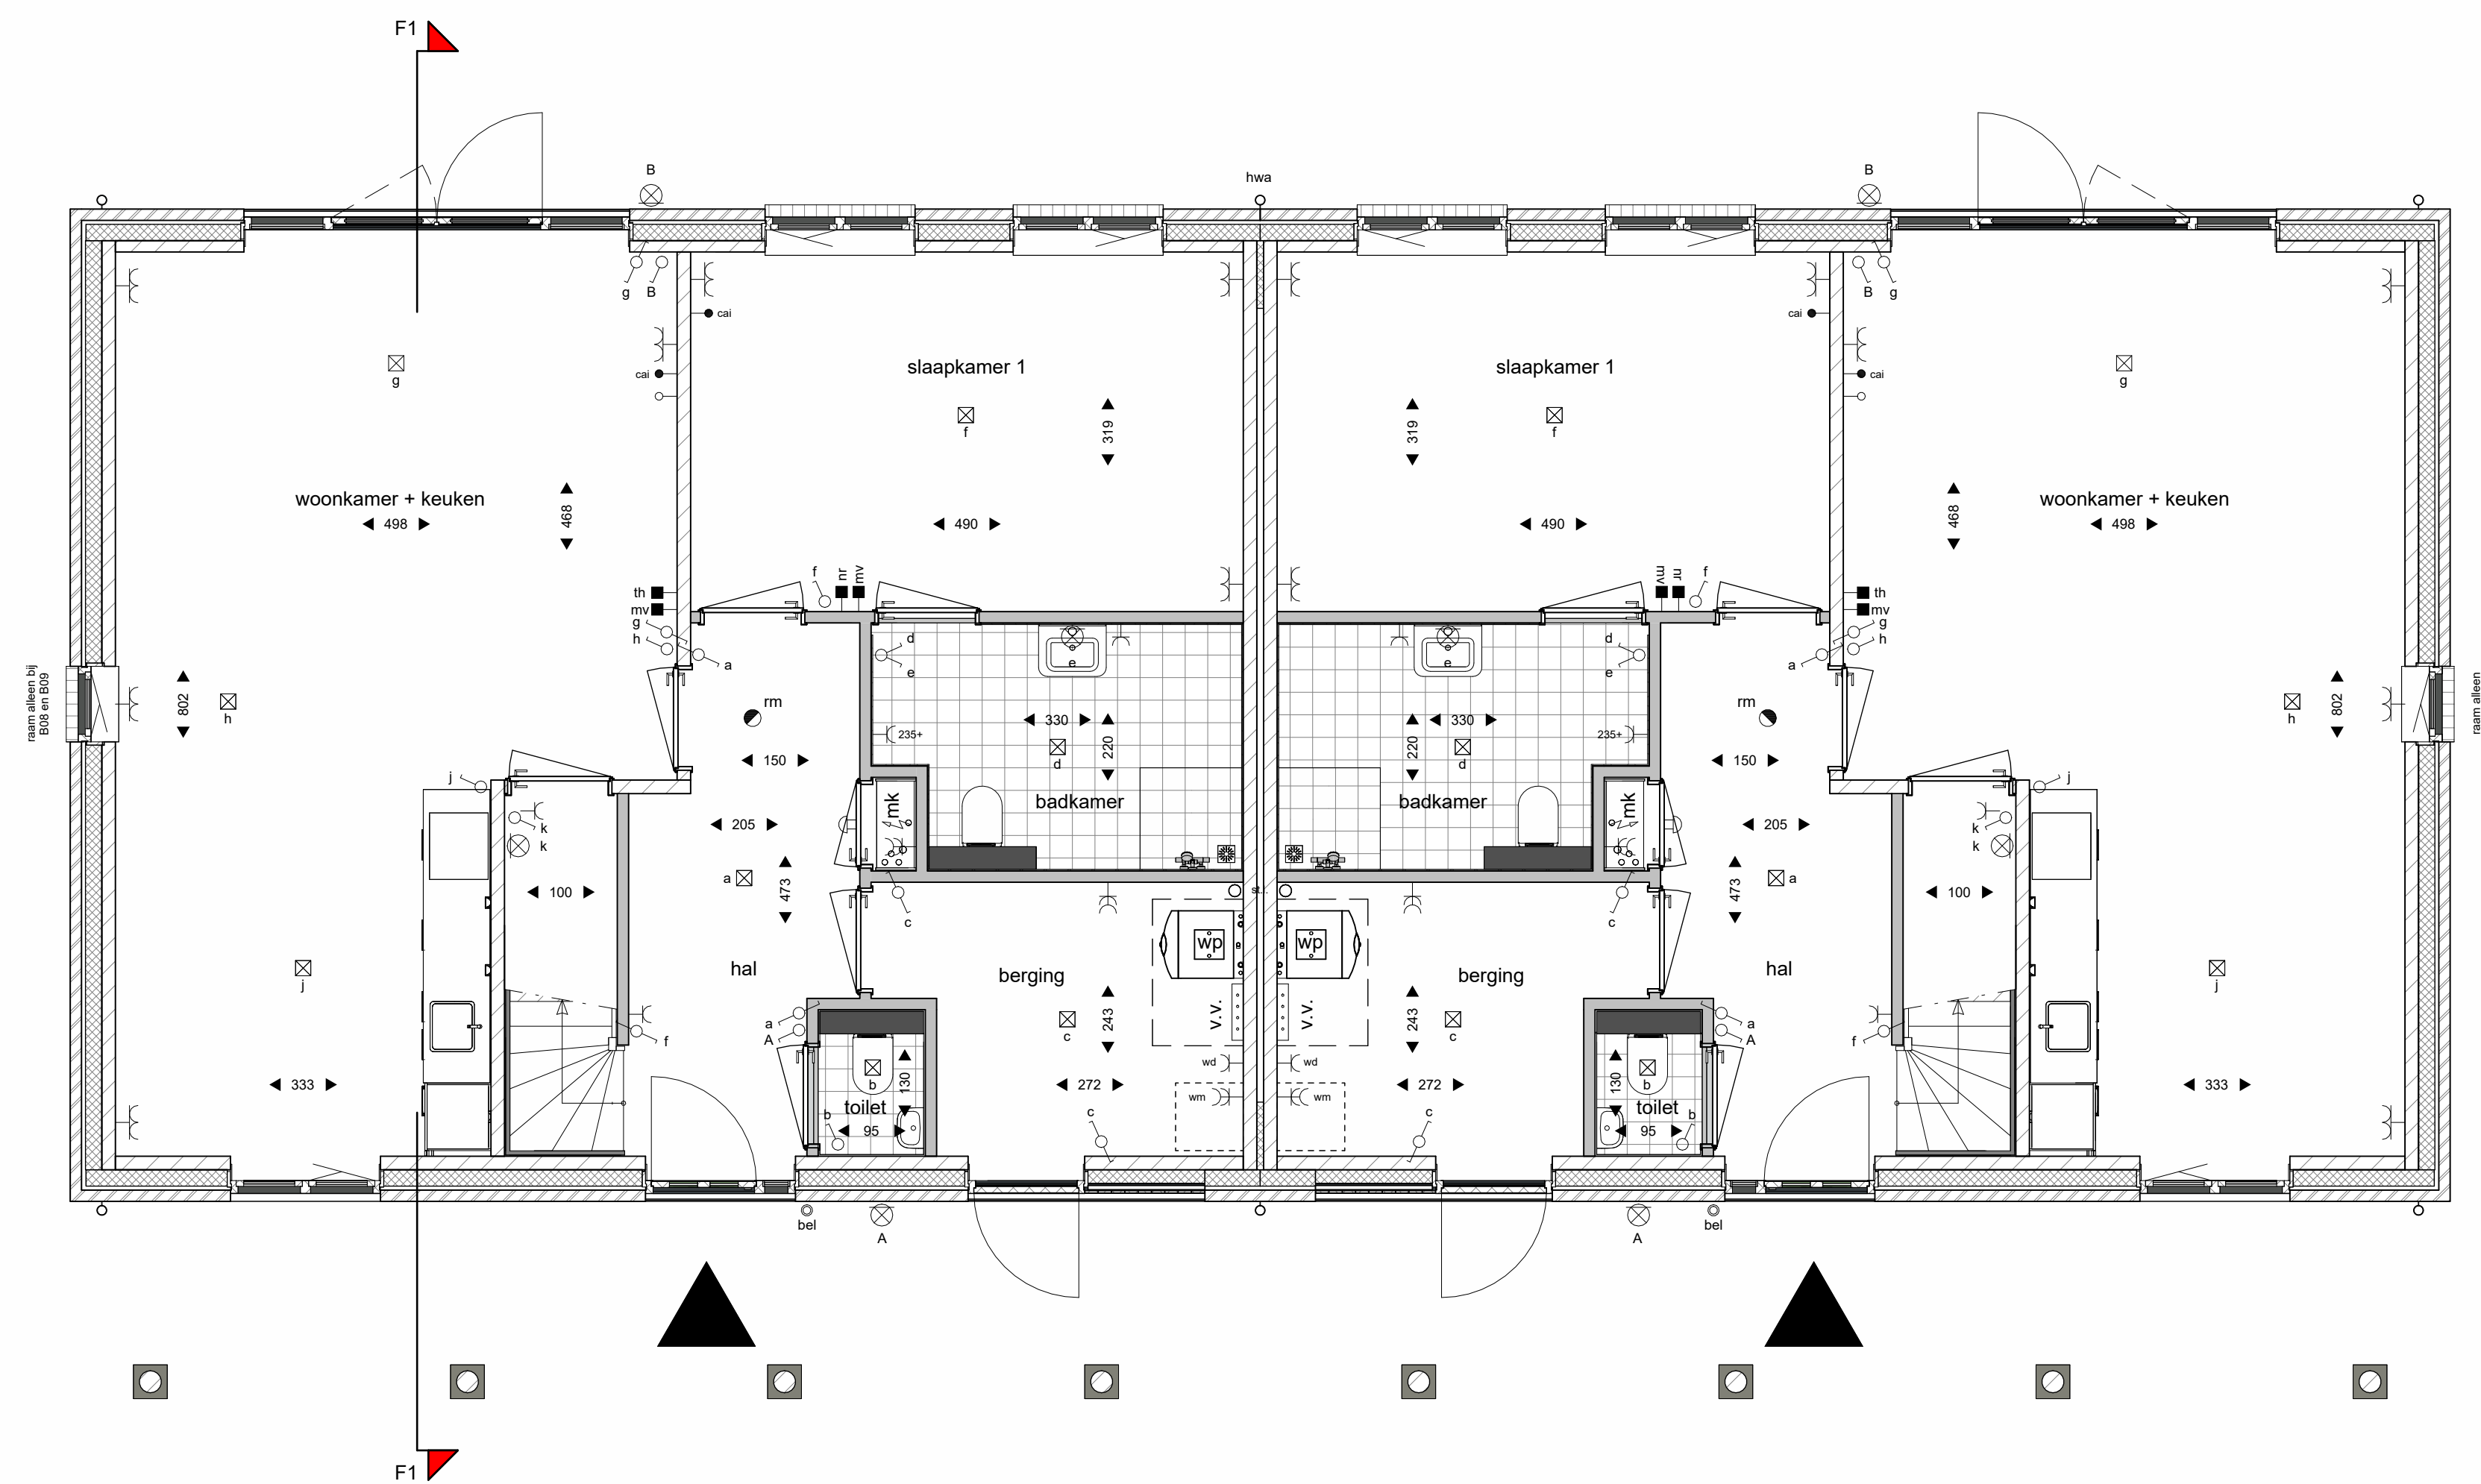 F1
B
hwa
B
g
B
B
g
cai
cai
cai
cai
g
slaapkamer 1
slaapkamer 1
g
f
319
319
f
woonkamer + keuken
468
498
490
490
468
woonkamer + keuken
498
th
mv
g
h
a
f
nr
mv
mv
nr
f
th
mv
g
h
a
d
e
e
e
d
e
raam alleen bij
B08 en B09
802
h
rm
rm
h
802
raam alleen
235+
330
220
d
220
330
d
235+
150
150
j
badkamer
badkamer
j
mk
mk
k
k
205
205
k
k
100
a
473
c
st.
c
473
a
100
j
hal
berging
wp
wp
berging
hal
j
a
A
f
c
243
v.v.
v.v.
243
c
a
A
f
wd
wd
333
b
130
toilet
b
95
272
c
wm
wm
272
c
130
b
toilet
b
95
333
bel
A
A
bel
F1